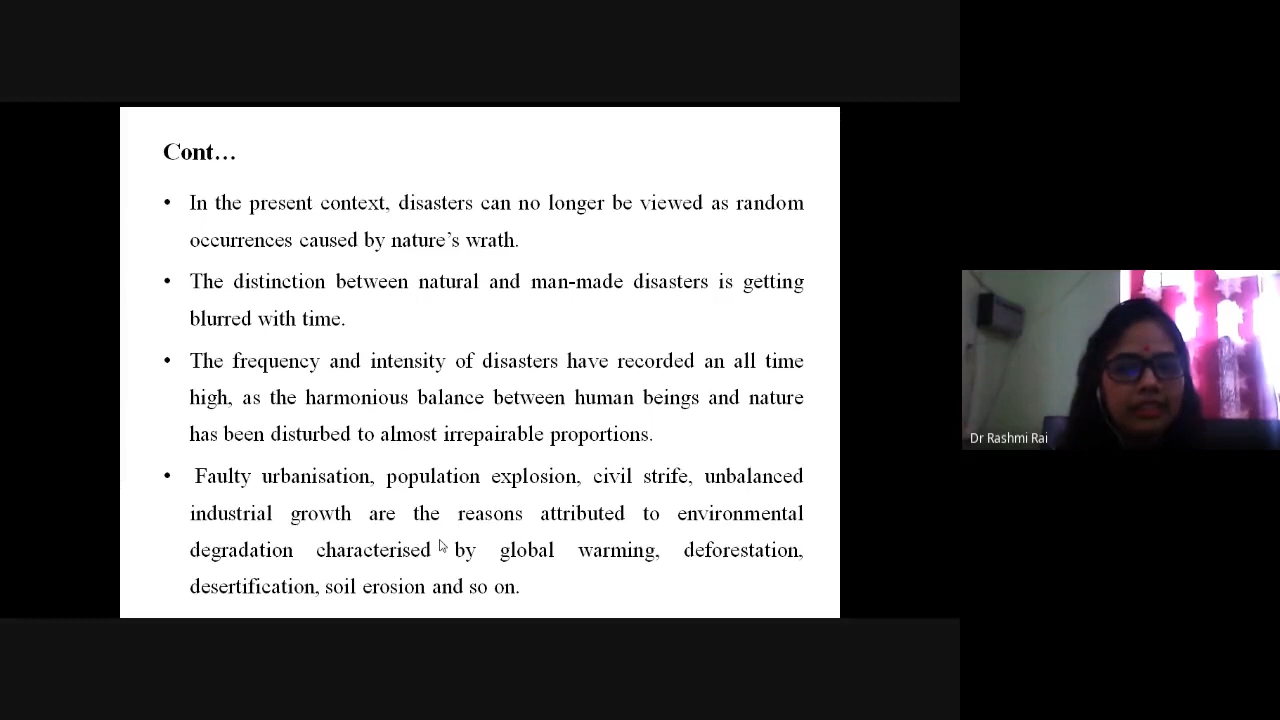 Cont…
• In the present context, disasters can no longer be viewed as random
occurrences caused by nature’s wrath.
• The distinction between natural and man-made disasters is getting
blurred with time.
• The frequency and intensity of disasters have recorded an all time
high, as the harmonious balance between human beings and nature
has been disturbed to almost irrepairable proportions.
• Faulty urbanisation, population explosion, civil strife, unbalanced
industrial growth are the reasons attributed to environmental
degradation characterised by global warming, deforestation,
desertification, soil erosion and so on.
Dr Rashmi Rai